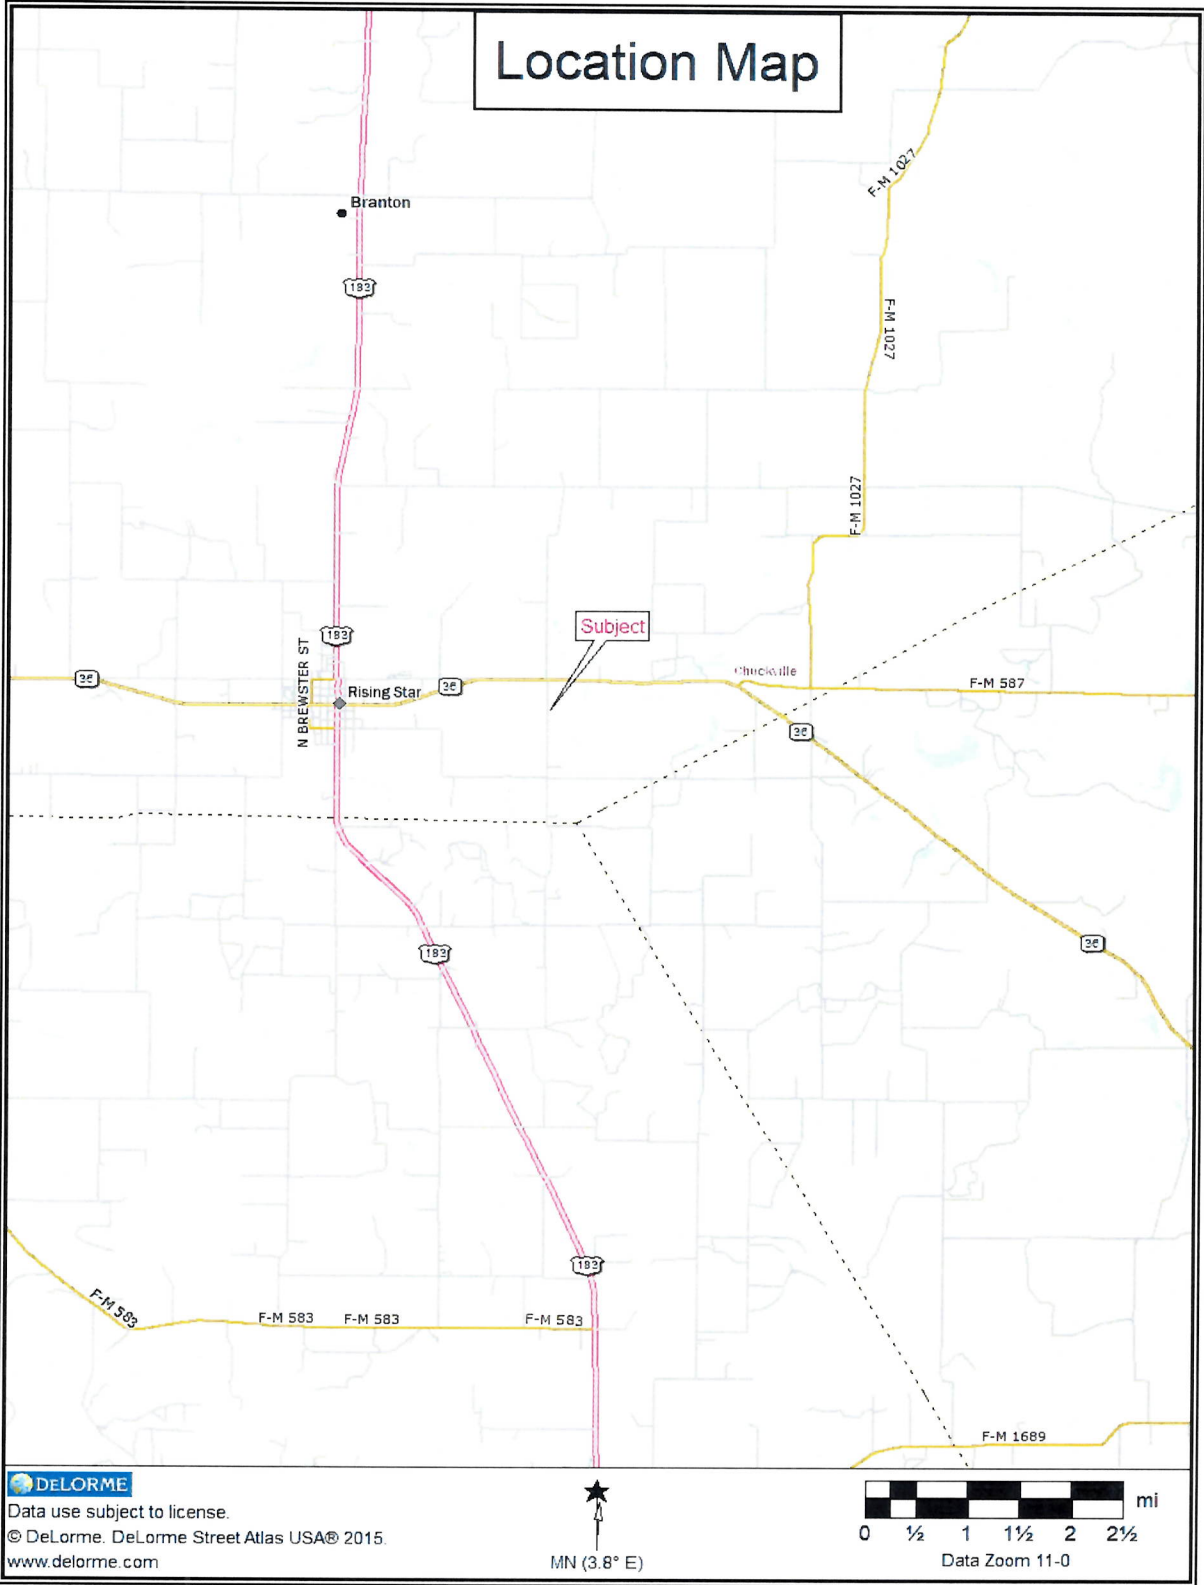 Location Map
F-M 1027
Branton
183
F-M 1027
F-M 1027
Subject
183
N BREWSTER ST
36
Rising Star
36
Chuckville
F-M 587
36
183
36
183
F-M 583
F-M 583
F-M 583
F-M 583
F-M 1689
DELORME
Data use subject to license.
© DeLorme. DeLorme Street Atlas USA® 2015.
www.delorme.com
MN (3.8° E)
mi
0 ½ 1 1½ 2 2½
Data Zoom 11-0